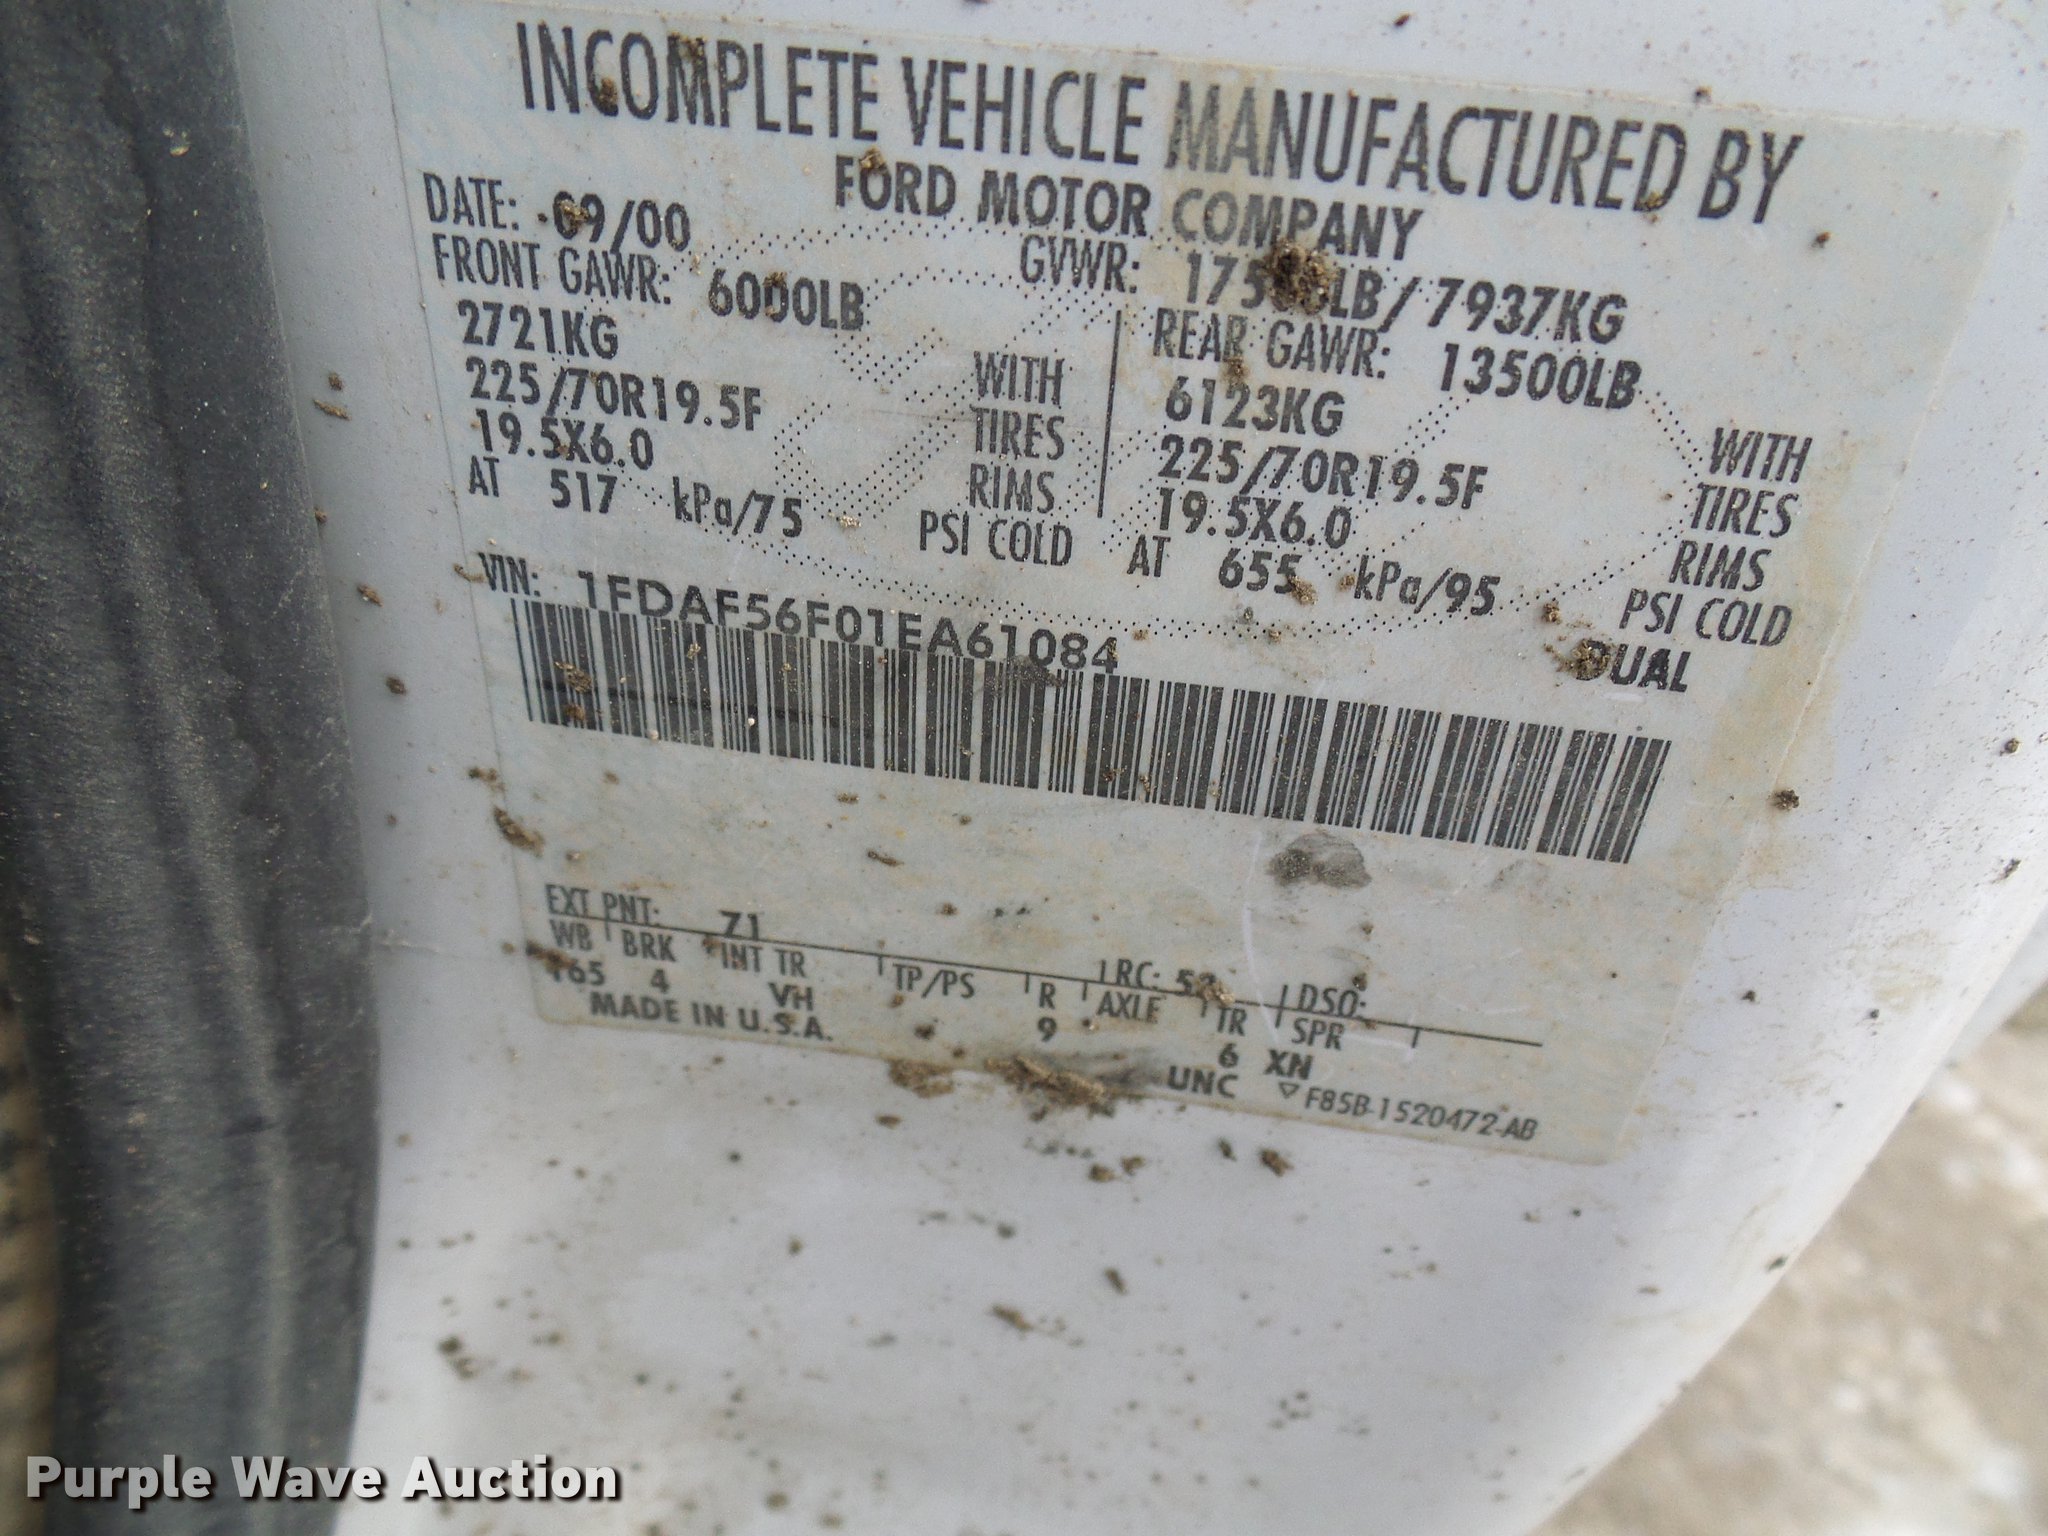 INCOMPLETE VEHICLE MANUFACTURED BY
FORD MOTOR COMPANY
DATE: 09/00
GVWR: LB/ 7937KG
FRONT GAWR: 6000LB
2721KG
WITH
225/70R19.5F
TIRES
19.5X6.0
RIMS
AT 517 kPa/75
PSI COLD
REAR GAWR: 13500LB
6123KG
WITH
225/70R19.5F
TIRES
19.5X6.0
RIMS
AT 655 kPa/95
PSI COLD
DUAL
VIN: 1FDAF56F01EA61084
EXT PNT: Z1
RC: DSO:
WB BRK INT TR TP/PS R AXLE TR SPR
165 4 VH 9 6 XN
MADE IN U.S.A.
UNC
F85B-1520472-AB
Purple Wave Auction